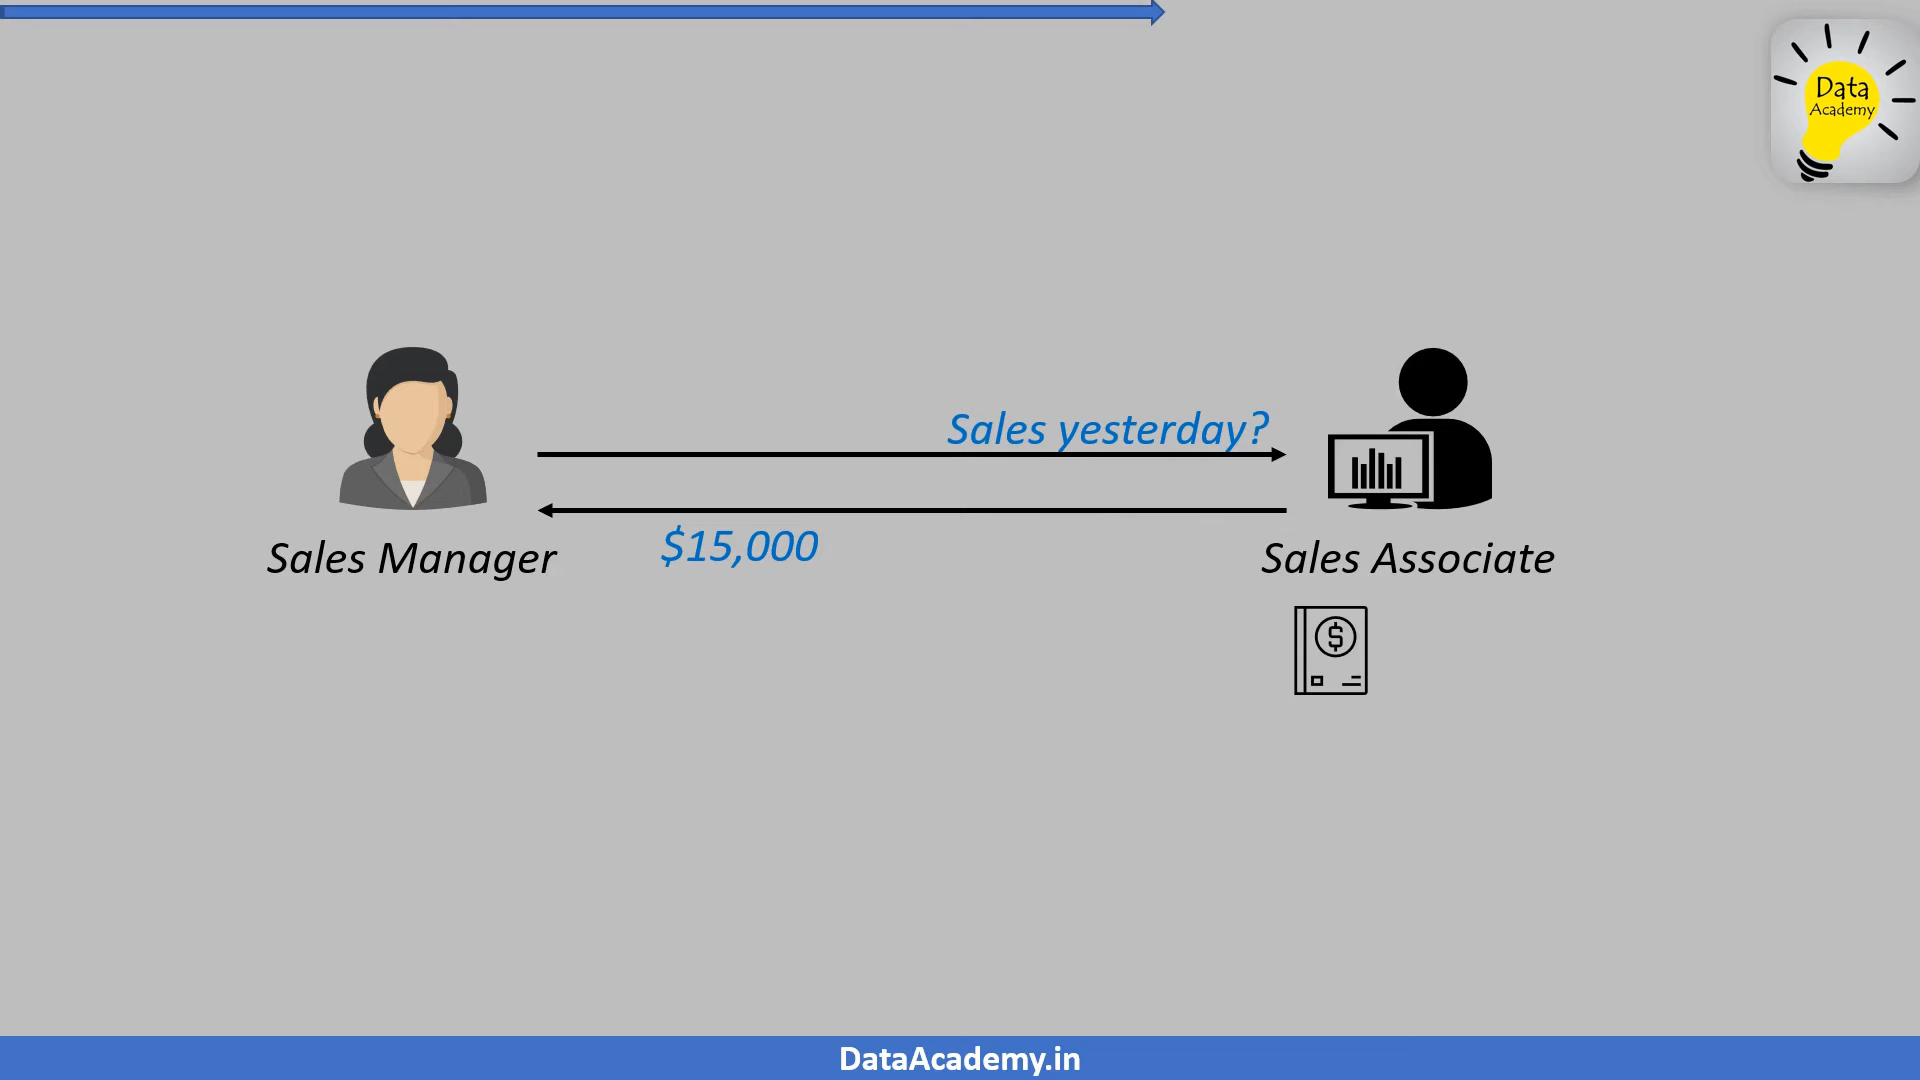 Data
Academy
Sales yesterday?
$15,000
Sales Manager
Sales Associate
$
DataAcademy.in